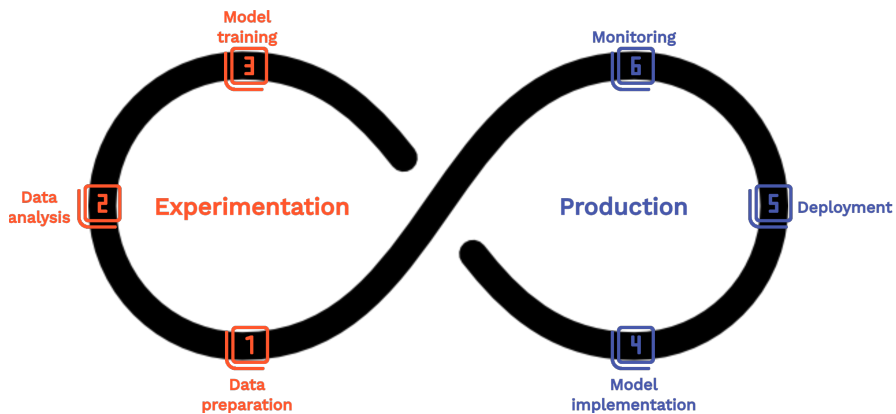 Model
training
3
Monitoring
6
Data
analysis
2
Experimentation
Production
5
Deployment
1
Data
preparation
4
Model
implementation